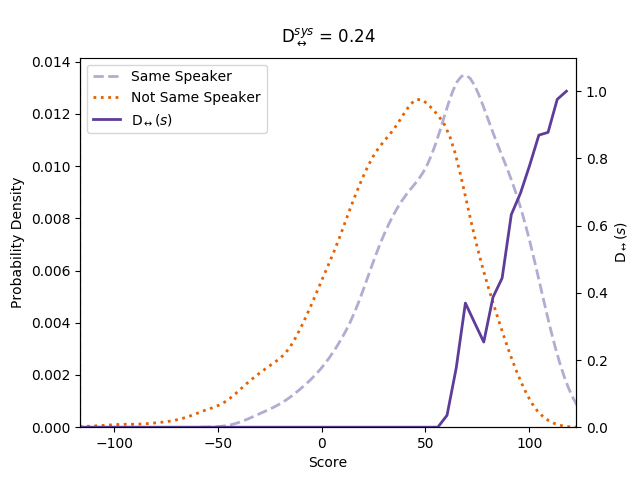 D↔sys = 0.24
Same Speaker
Not Same Speaker
D↔(s)
Probability Density
0.014
0.012
0.010
0.008
0.006
0.004
0.002
0.000
1.0
0.8
0.6
0.4
0.2
0.0
D↔(s)
−100
−50
0
50
100
Score